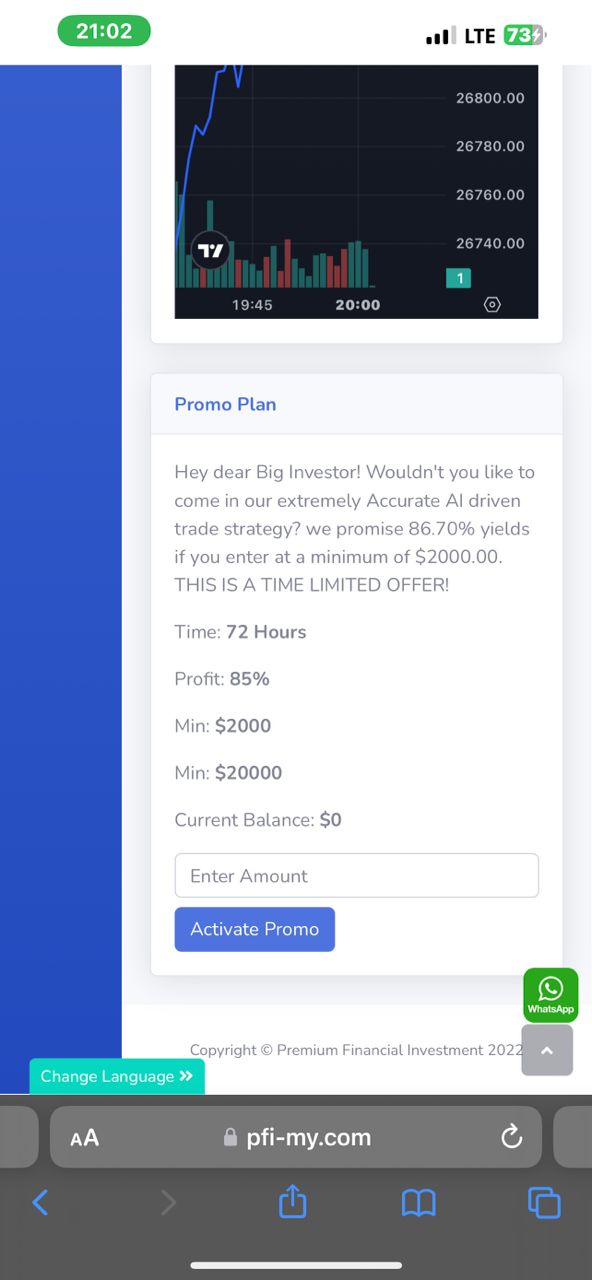 21:02
LTE 73
26800.00
26780.00
26760.00
26740.00
1
19:45 20:00
Promo Plan
Hey dear Big Investor! Wouldn't you like to
come in our extremely Accurate AI driven
trade strategy? we promise 86.70% yields
if you enter at a minimum of $2000.00.
THIS IS A TIME LIMITED OFFER!
Time: 72 Hours
Profit: 85%
Min: $2000
Min: $20000
Current Balance: $0
Enter Amount
Activate Promo
WhatsApp
Copyright © Premium Financial Investment 2022
Change Language »
AA pfi-my.com